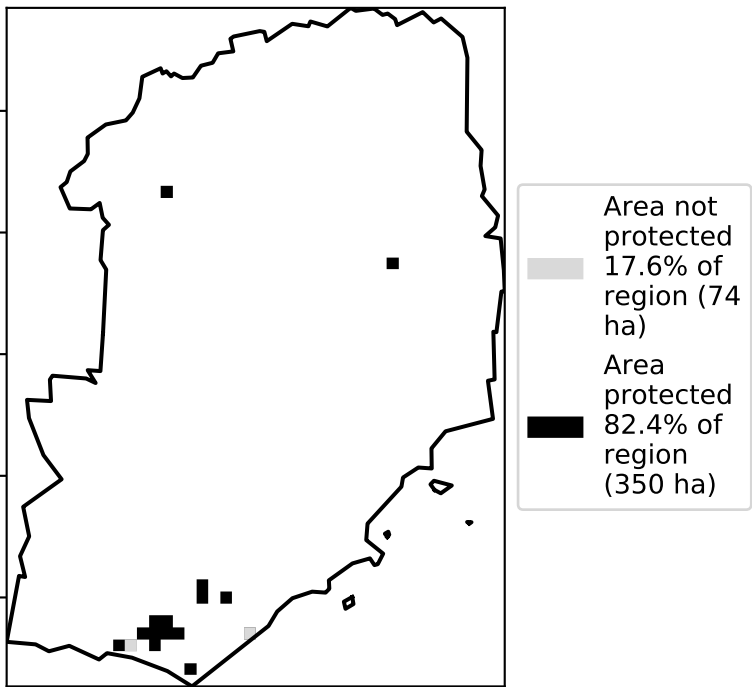 Area not
protected
17.6% of
region (74
ha)
Area
protected
82.4% of
region
(350 ha)